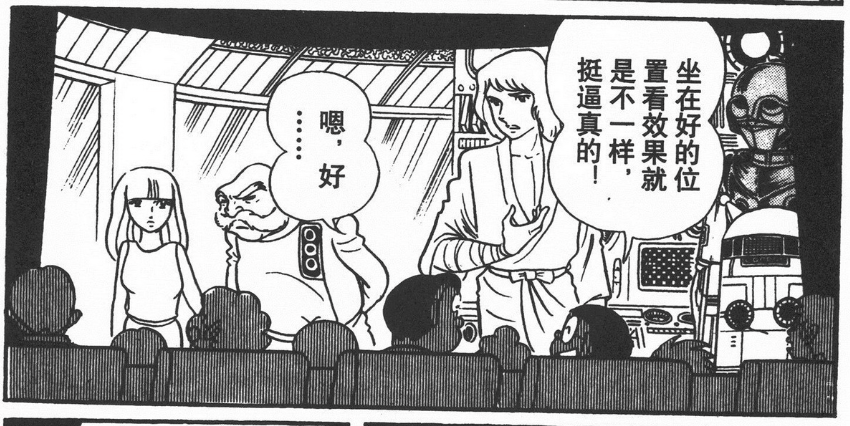 坐在好的位
置看效果就
是不一样，
挺逼真的！
嗯，好
……